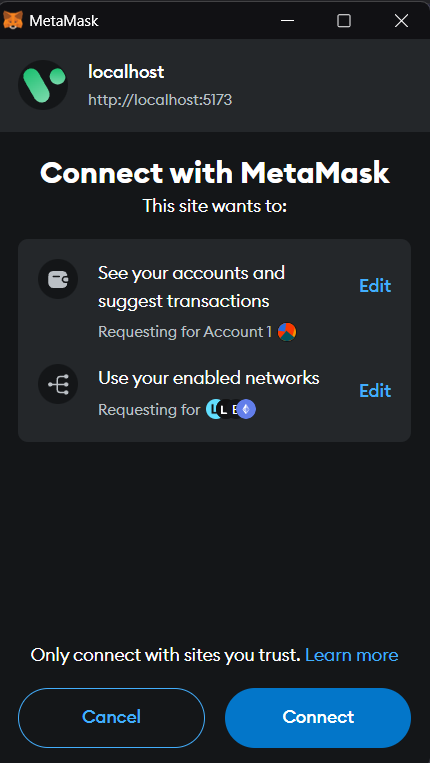 MetaMask
localhost
http://localhost:5173
Connect with MetaMask
This site wants to:
See your accounts and
suggest transactions
Edit
Requesting for Account 1
Use your enabled networks
Edit
Requesting for L L E
Only connect with sites you trust. Learn more
Cancel
Connect